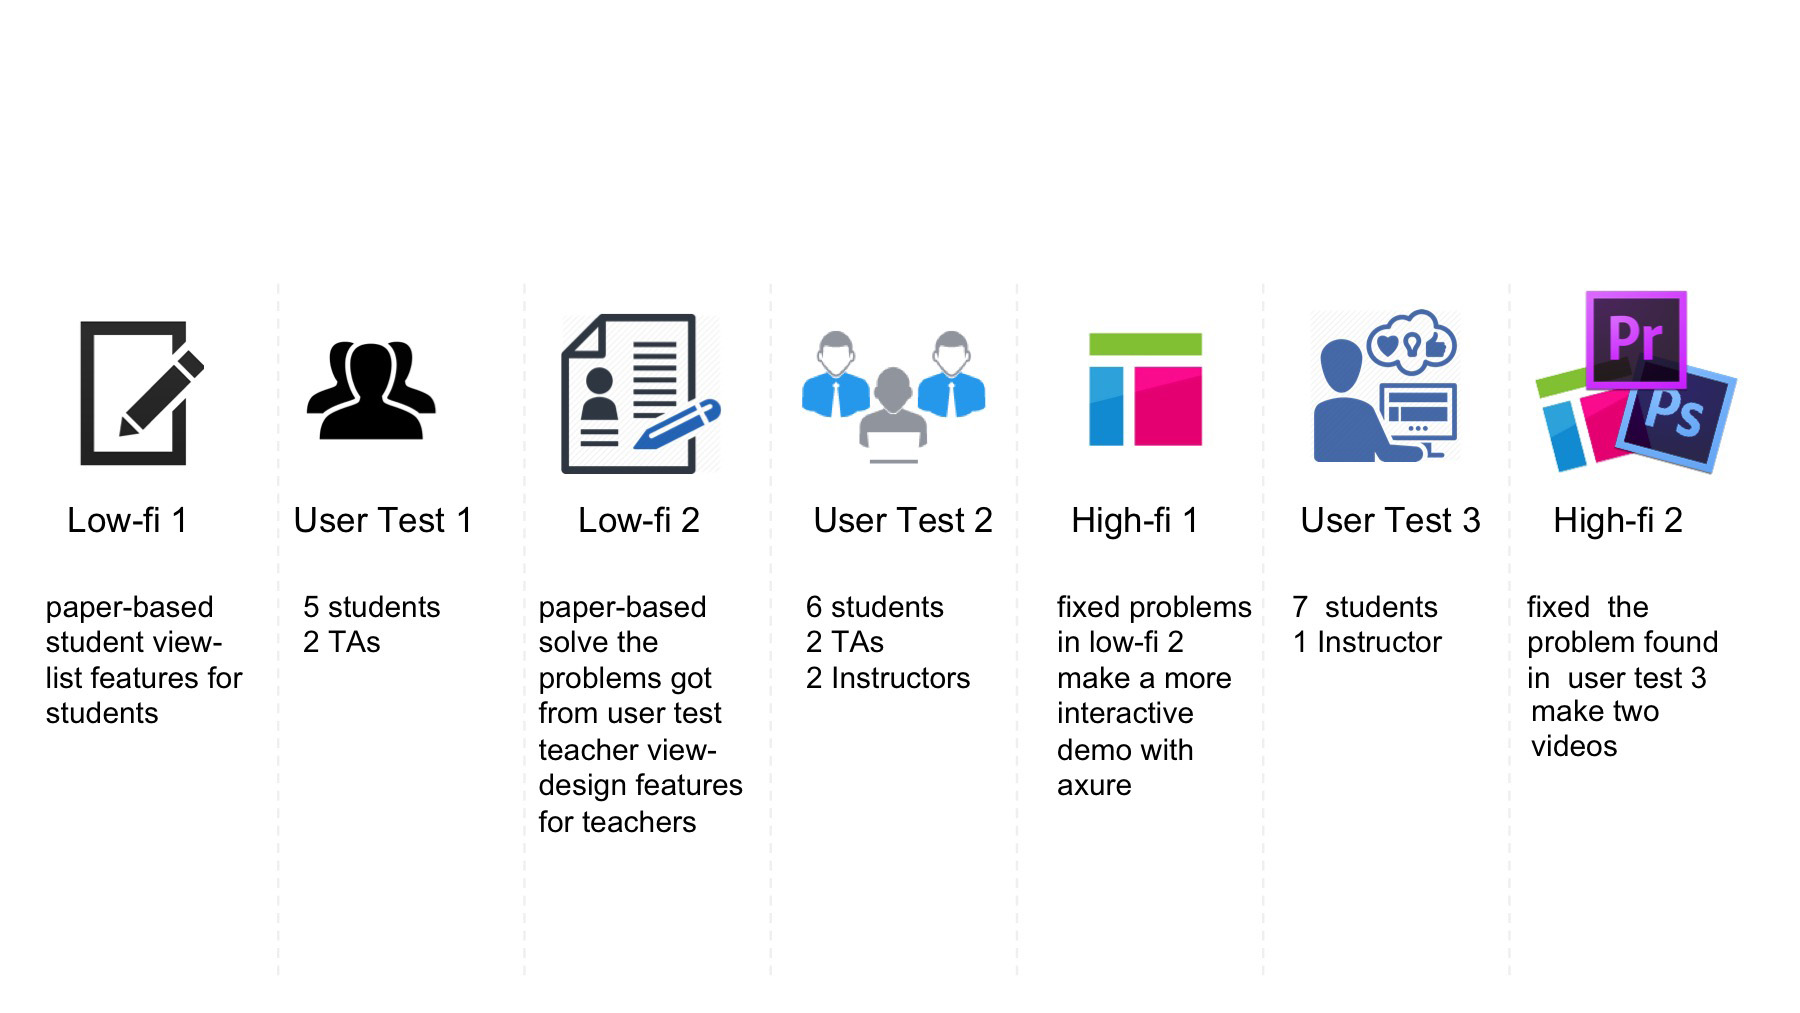 Pr
Ps
Low-fi 1
User Test 1
Low-fi 2
User Test 2
High-fi 1
User Test 3
High-fi 2
paper-based
student view-
list features for
students
5 students
2 TAs
paper-based
solve the
problems got
from user test
teacher view-
design features
for teachers
6 students
2 TAs
2 Instructors
fixed problems
in low-fi 2
make a more
interactive
demo with
axure
7  students
1 Instructor
fixed  the
problem found
in  user test 3
make two
videos